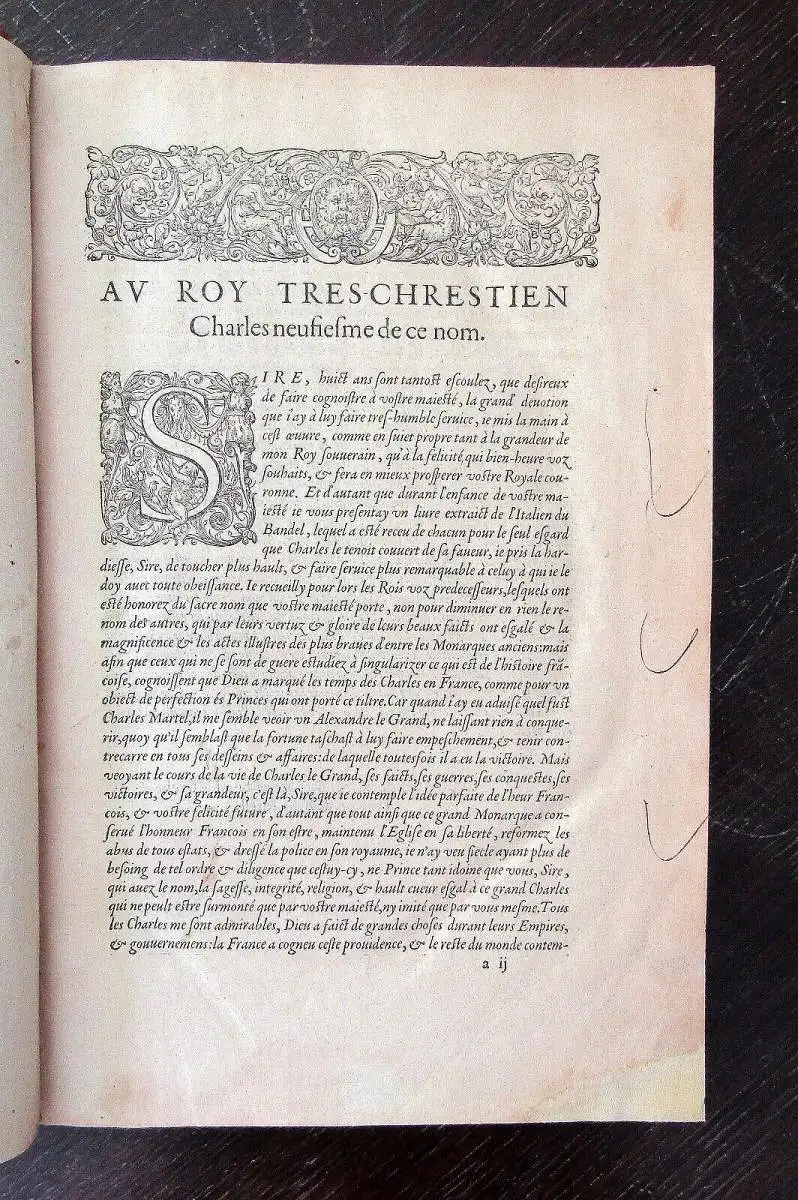 AV ROY TRES-CHRESTIEN
Charles neufieſme de ce nom.
SIRE, huict ans ſont tantoſt eſcoulez, que deſireux
de faire cognoiſtre à voſtre maieſté, la grand' deuotion
que i'ay à luy faire treſ-humble ſeruice, ie mis la main à
ceſt œuure, comme en ſuiet propre tant à la grandeur de
mon Roy ſouuerain, qu'à la felicité, qui bien-heure voz
ſouhaits, & fera en mieux proſperer voſtre Royale cou-
ronne. Et d'autant que durant l'enfance de voſtre ma-
ieſté ie vous preſentay vn liure extraict de l'Italien du
Bandel, lequel a eſté receu de chacun pour le ſeul eſgard
que Charles le tenoit couuert de ſa faueur, ie pris la har-
dieſſe, Sire, de toucher plus hault, & faire ſeruice plus remarquable à celuy à qui ie le
doy auec toute obeiſſance. Ie recueilly pour lors les Rois voz predeceſſeurs, leſquels ont
eſté honorez du ſacre nom que voſtre maieſté porte, non pour diminuer en rien le re-
nom des autres, qui par leurs vertuz & gloire de leurs beaux faicts ont eſgalé & la
magnificence & les actes illuſtres des plus braues d'entre les Monarques anciens: mais
afin que ceux qui ne ſe ſont de guere eſtudiez à ſingularizer ce qui eſt de l'hiſtoire frã-
coiſe, cognoiſſent que Dieu a marqué les temps des Charles en France, comme pour vn
obiect de perfection és Princes qui ont porté ce tiltre. Car quand i'ay eu aduiſé quel fuſt
Charles Martel, il me ſemble veoir vn Alexandre le Grand, ne laiſſant rien à conque-
rir, quoy qu'il ſemblaſt que la fortune taſchaſt à luy faire empeſchement, & tenir con-
trecarre en tous ſes deſſeins & affaires: de laquelle toutesfois il a eu la victoire. Mais
veoyant le cours de la vie de Charles le Grand, ſes faicts, ſes guerres, ſes conqueſtes, ſes
victoires, & ſa grandeur, c'eſt là, Sire, que ie contemple l'idée parfaite de l'heur Fran-
cois, & voſtre felicité future, d'autant que tout ainſi que ce grand Monarque a con-
ſerué l'honneur Francois en ſon eſtre, maintenu l'Egliſe en ſa liberté, reformez les
abus de tous eſtats, & dreſſé la police en ſon royaume, ie n'ay veu ſiecle ayant plus de
beſoing de tel ordre & diligence que ceſtuy-cy, ne Prince tant idoine que vous, Sire,
qui auez le nom, la ſageſſe, integrité, religion, & hault cueur eſgal à ce grand Charles
qui ne peult eſtre ſurmonté que par voſtre maieſté, ny imité que par vous meſme. Tous
les Charles me ſont admirables, Dieu a faict de grandes choſes durant leurs Empires,
& gouuernemens: la France a cogneu ceſte prouidence, & le reſte du monde contem-
a ij